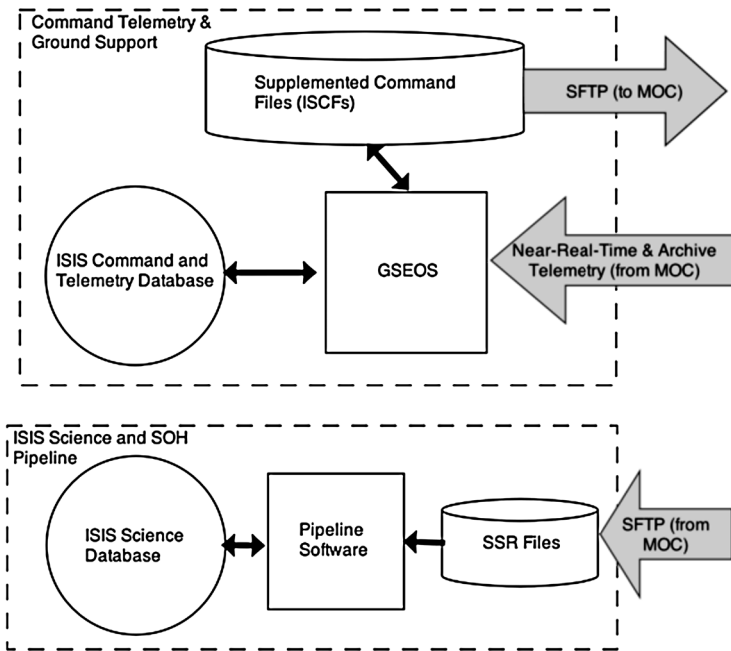 Command Telemetry &
Ground Support
Supplemented Command
Files (ISCFs)
SFTP (to MOC)
ISIS Command and
Telemetry Database
GSEOS
Near-Real-Time & Archive
Telemetry (from MOC)
ISIS Science and SOH
Pipeline
ISIS Science
Database
Pipeline
Software
SSR Files
SFTP (from
MOC)